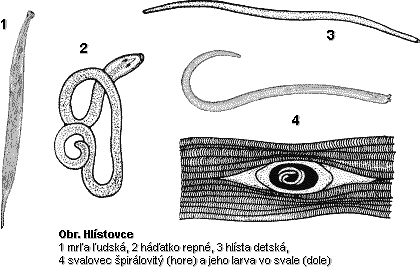 1
2
3
4
Obr. Hlístovce
1 mrľa ľudská, 2 háďatko repné, 3 hlísta detská,
4 svalovec špirálovitý (hore) a jeho larva vo svale (dole)